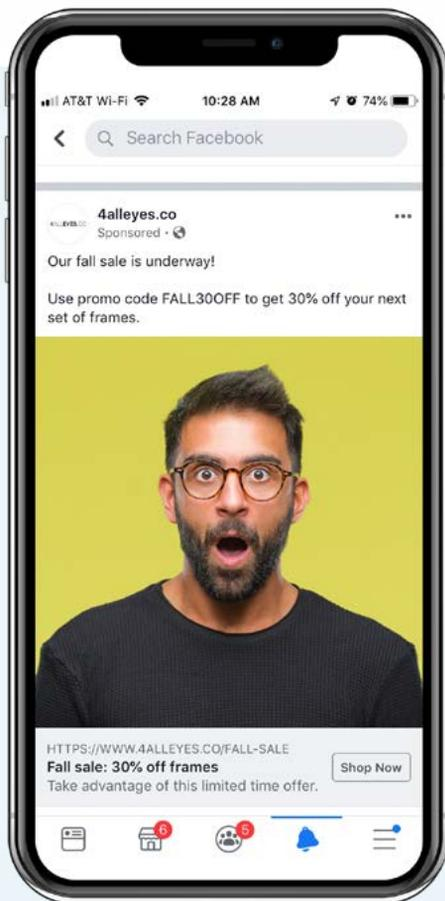 AT&T Wi-Fi 10:28 AM 74%
Search Facebook
4alleyes.co
4ALLEYES.CO
Sponsored ·
Our fall sale is underway!
Use promo code FALL30OFF to get 30% off your next
set of frames.
HTTPS://WWW.4ALLEYES.CO/FALL-SALE
Fall sale: 30% off frames
Shop Now
Take advantage of this limited time offer.
6
5